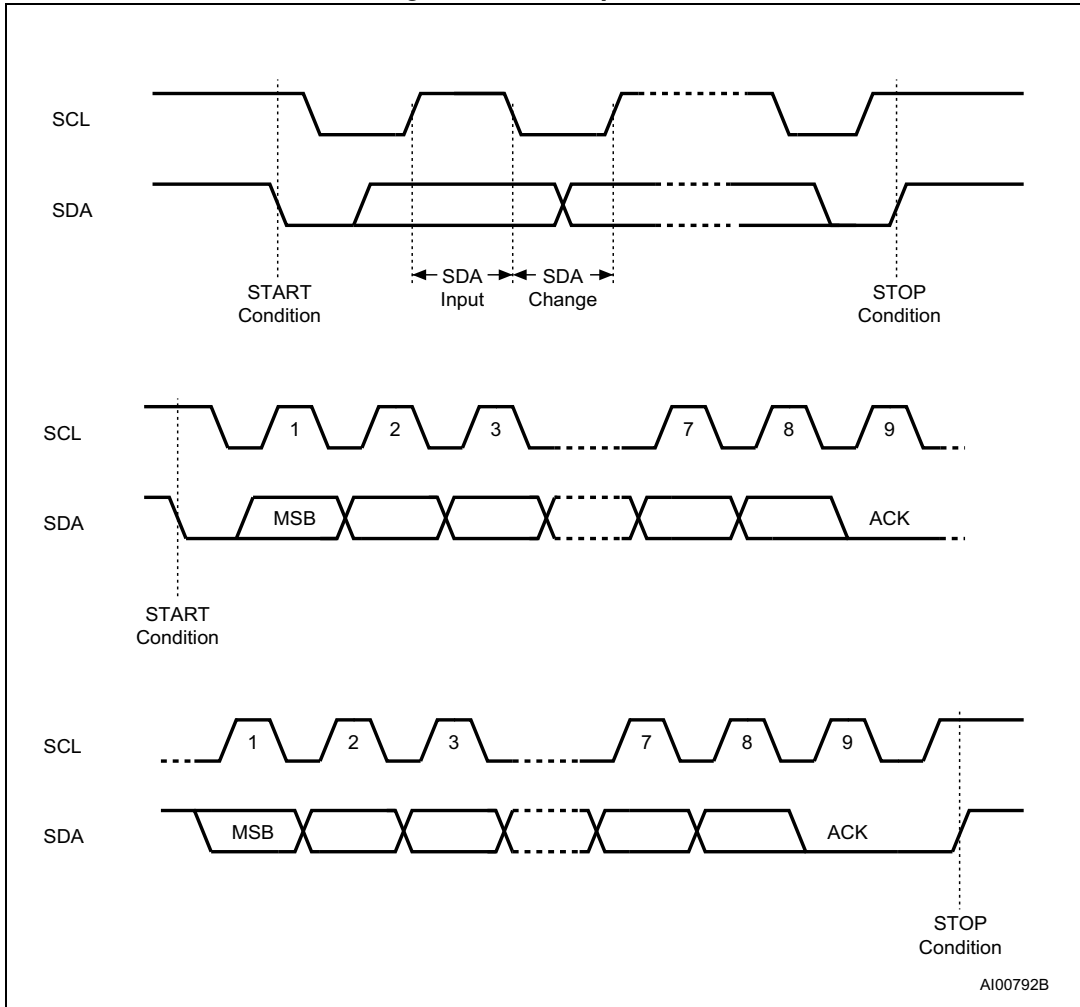 SCL
SDA
SDA
Input
SDA
Change
START
Condition
STOP
Condition
SCL
1 2 3 7 8 9
SDA
MSB
ACK
START
Condition
SCL
1 2 3 7 8 9
SDA
MSB
ACK
STOP
Condition
AI00792B